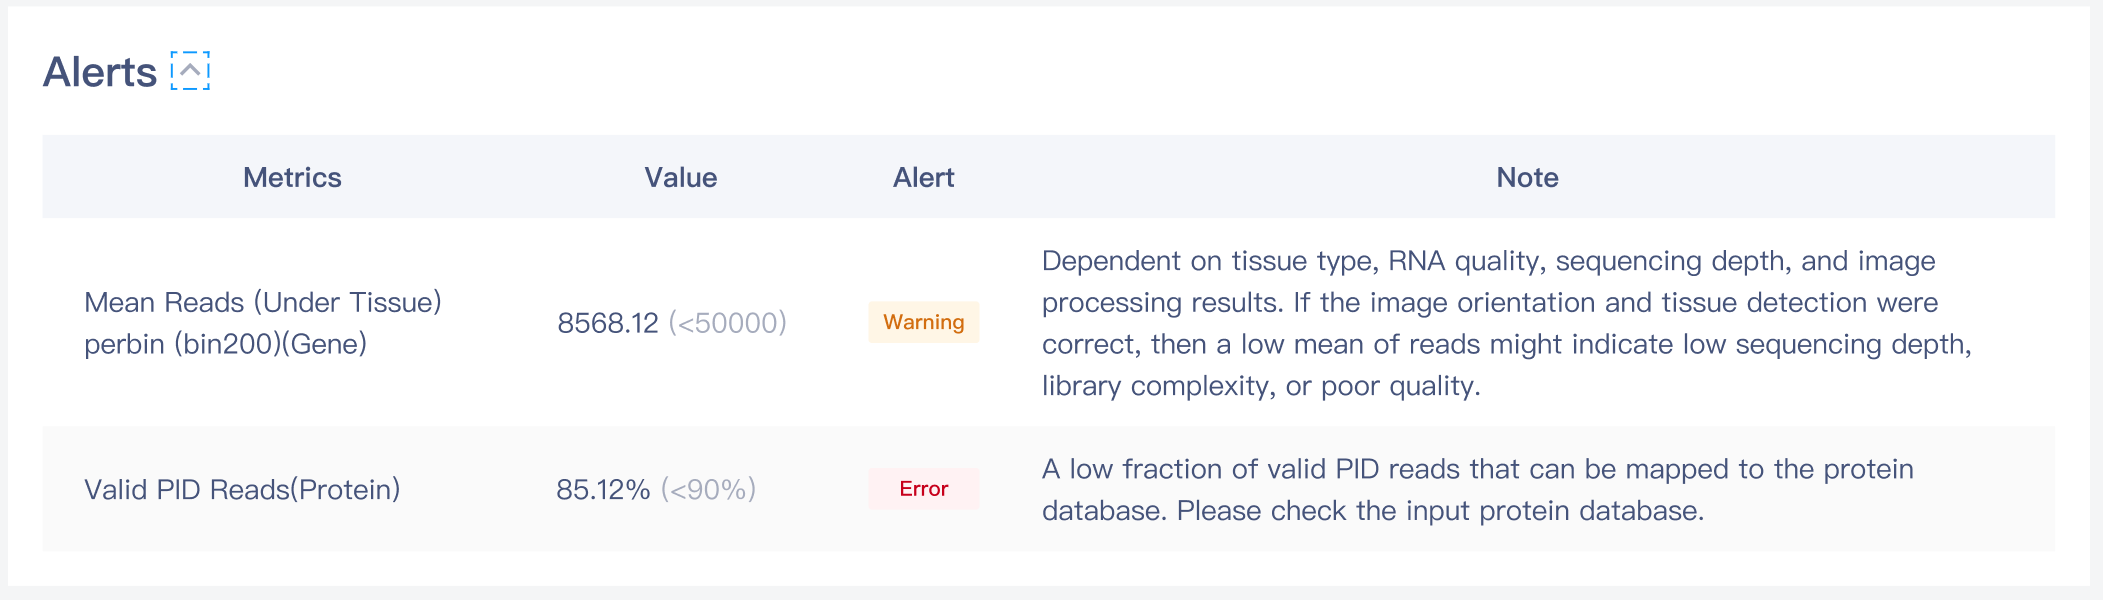 Alerts
Metrics Value Alert Note
Mean Reads (Under Tissue)
perbin (bin200)(Gene)
8568.12 (<50000)
Warning
Dependent on tissue type, RNA quality, sequencing depth, and image
processing results. If the image orientation and tissue detection were
correct, then a low mean of reads might indicate low sequencing depth,
library complexity, or poor quality.
Valid PID Reads(Protein)
85.12% (<90%)
Error
A low fraction of valid PID reads that can be mapped to the protein
database. Please check the input protein database.